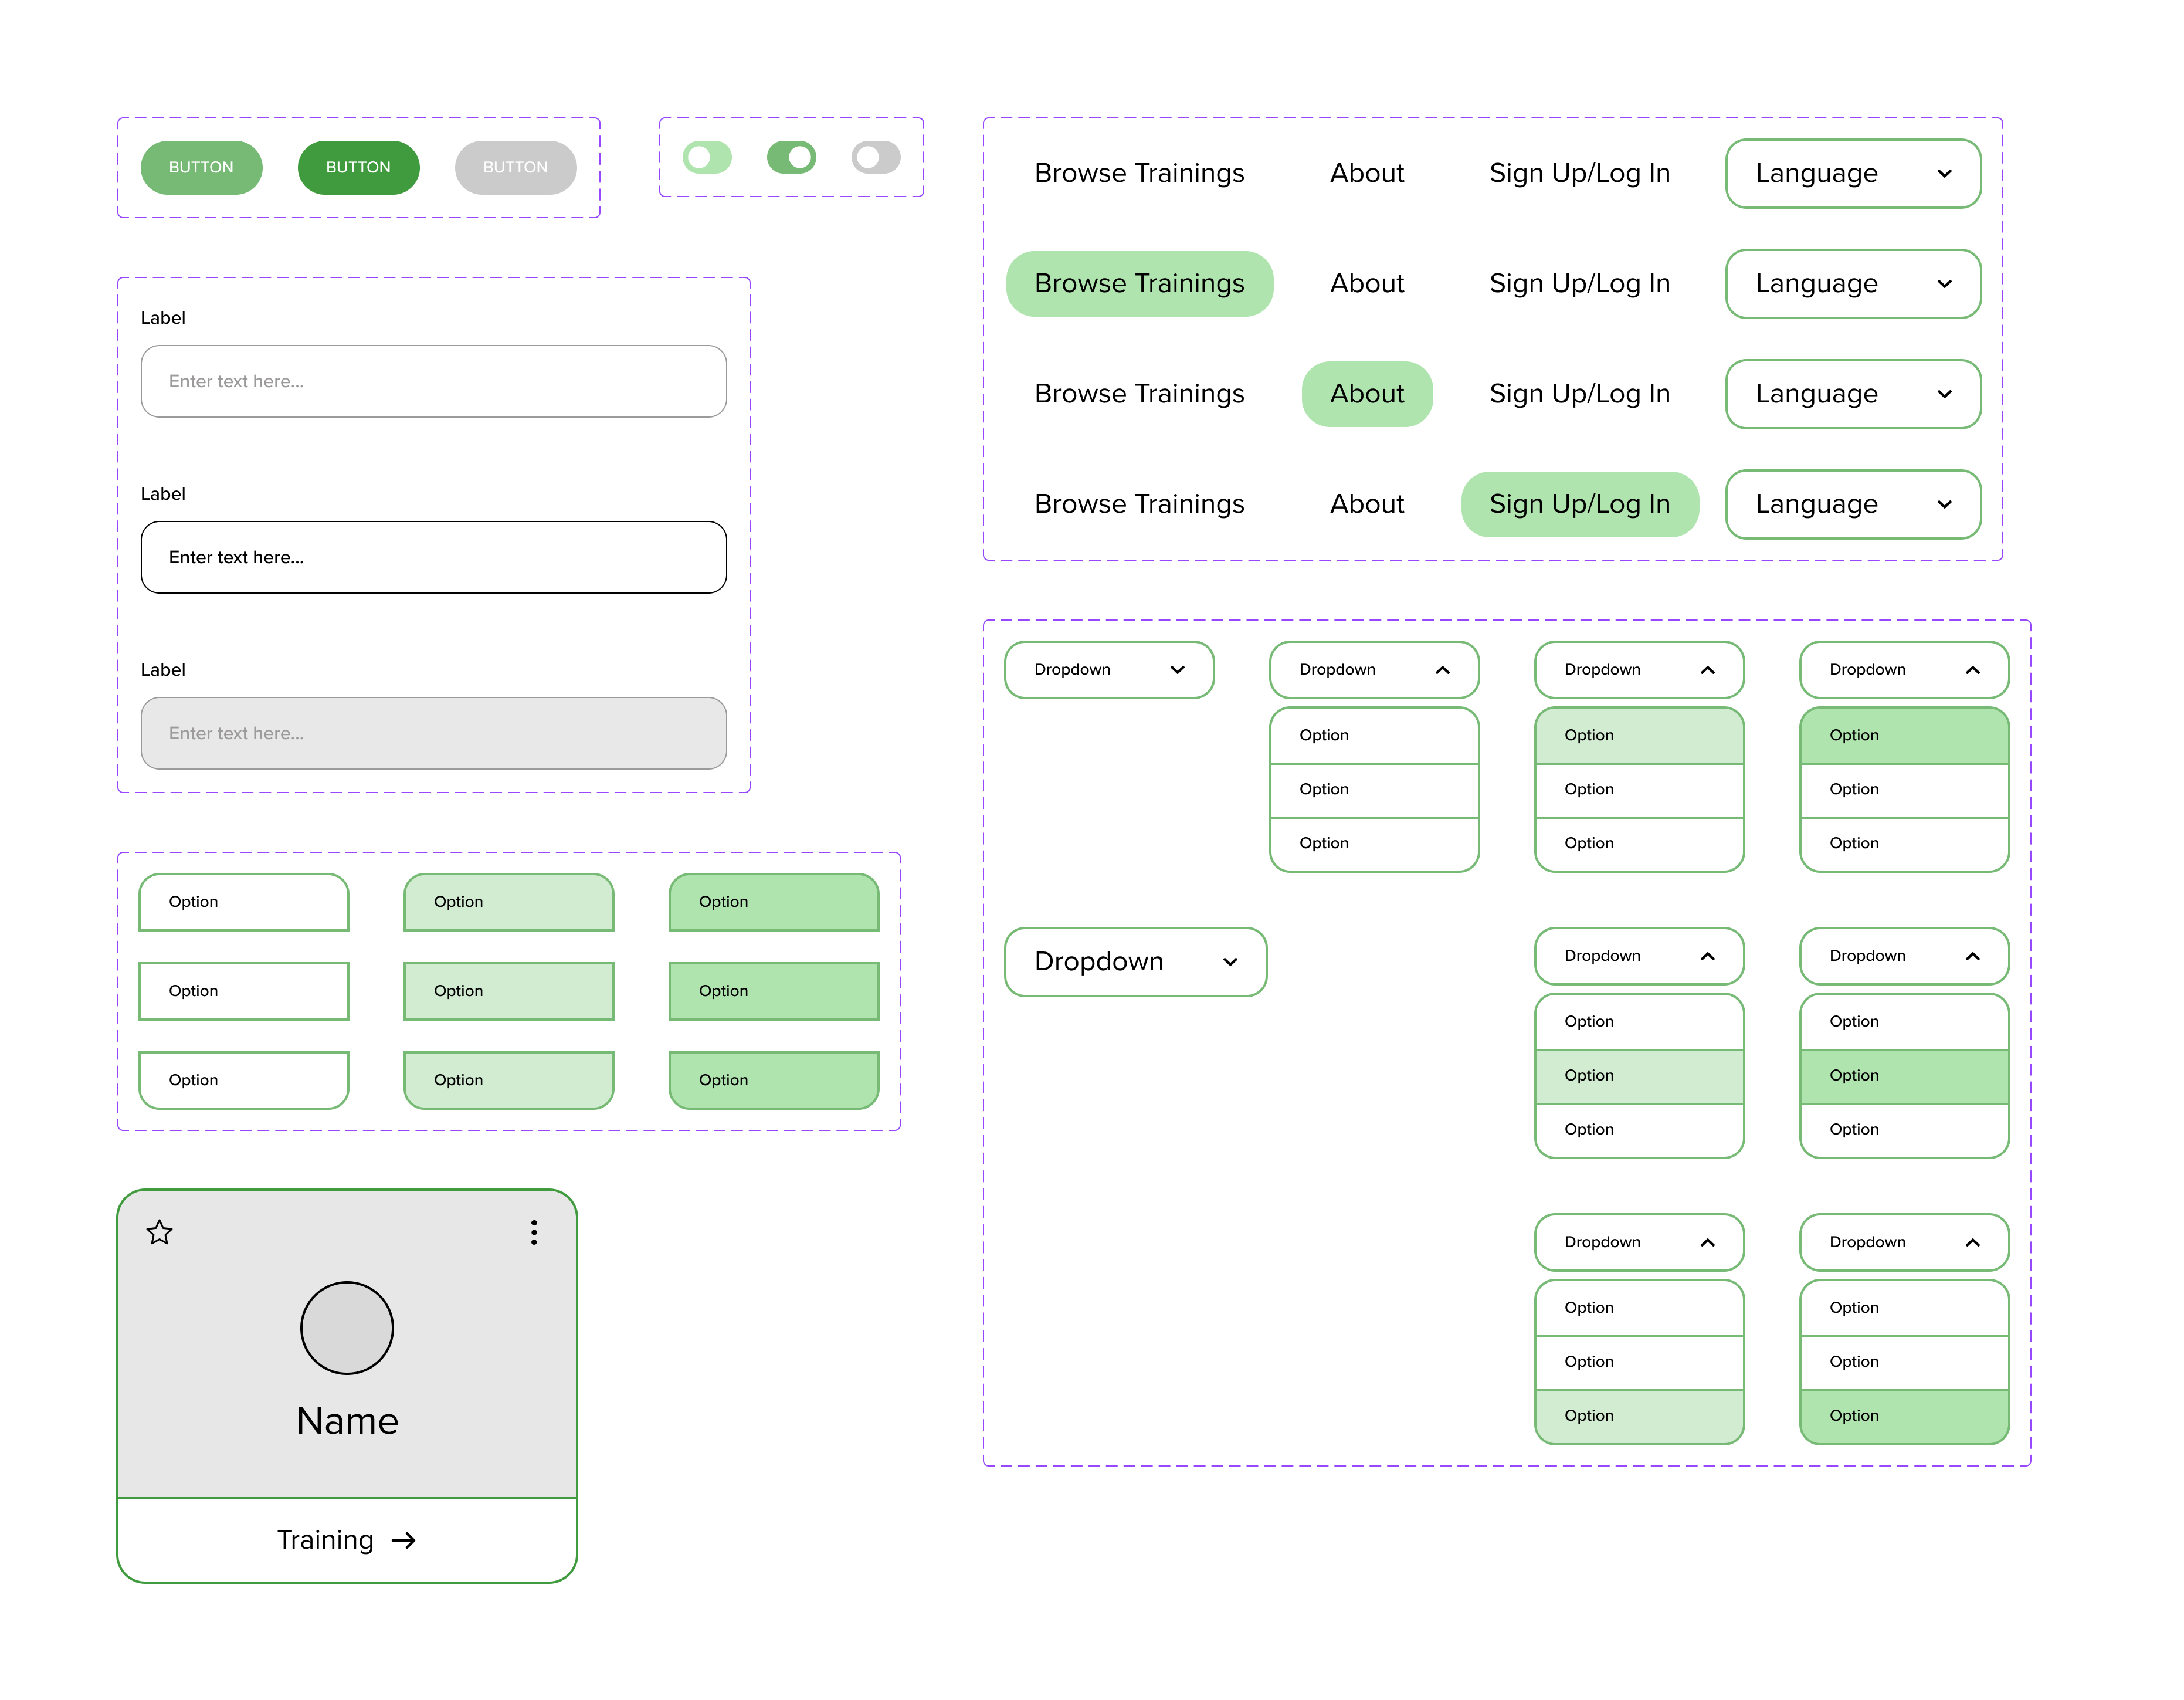 BUTTON BUTTON BUTTON
Label
Enter text here...
Label
Enter text here...
Label
Enter text here...
Option Option Option
Option Option Option
Option Option Option
Name
Training
Browse Trainings About Sign Up/Log In Language
Browse Trainings About Sign Up/Log In Language
Browse Trainings About Sign Up/Log In Language
Browse Trainings About Sign Up/Log In Language
Dropdown Dropdown Dropdown Dropdown
Option Option Option
Option Option Option
Option Option Option
Dropdown Dropdown Dropdown
Option Option
Option Option
Option Option
Dropdown Dropdown
Option Option
Option Option
Option Option